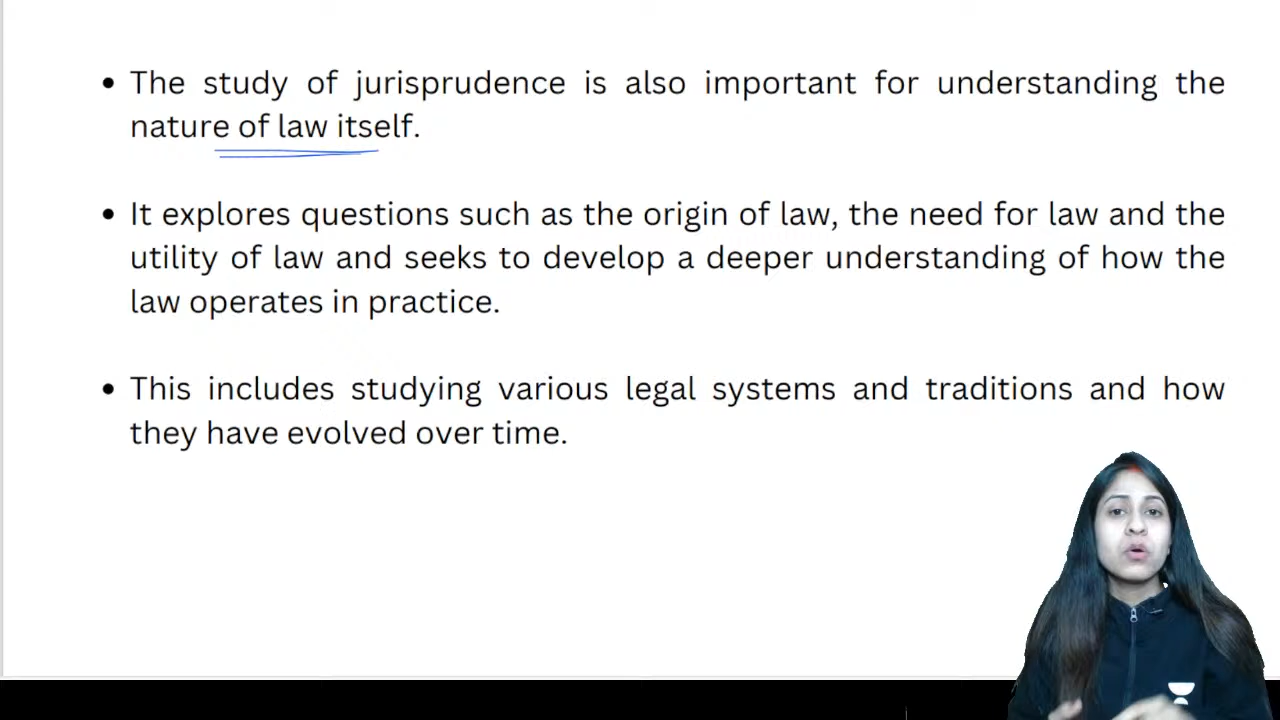 • The study of jurisprudence is also important for understanding the
nature of law itself.
• It explores questions such as the origin of law, the need for law and the
utility of law and seeks to develop a deeper understanding of how the
law operates in practice.
• This includes studying various legal systems and traditions and how
they have evolved over time.